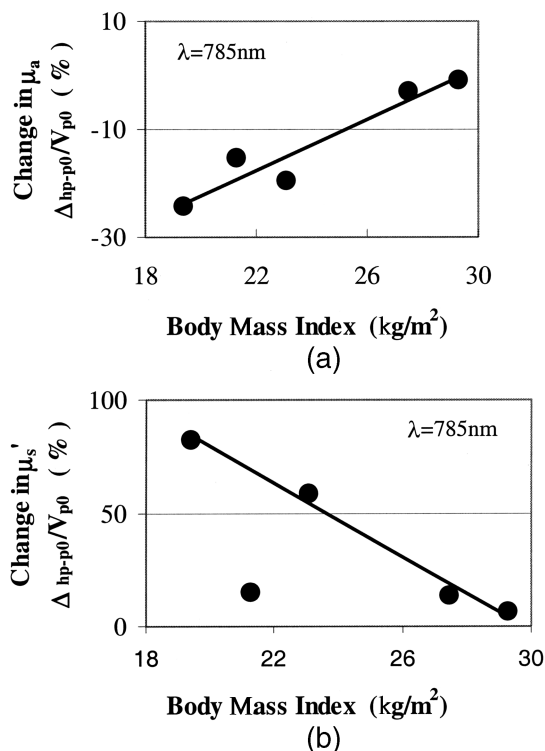 10
λ=785nm
Change in μa
Δhp-p0/Vp0 (%)
-10
-30
18 22 26 30
Body Mass Index (kg/m²)
(a)
100
λ=785nm
Change in μs'
Δhp-p0/Vp0 (%)
50
0
18 22 26 30
Body Mass Index (kg/m²)
(b)